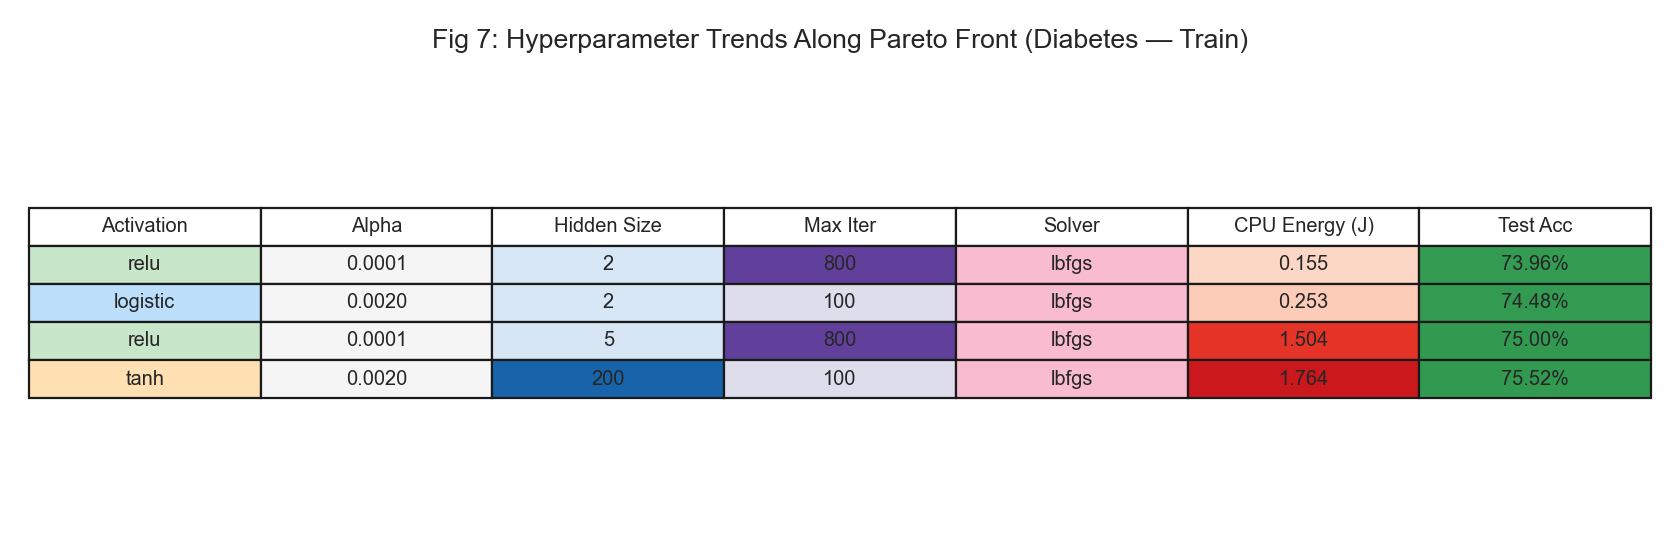 Fig 7: Hyperparameter Trends Along Pareto Front (Diabetes — Train)
Activation Alpha Hidden Size Max Iter Solver CPU Energy (J) Test Acc
relu 0.0001 2 800 lbfgs 0.155 73.96%
logistic 0.0020 2 100 lbfgs 0.253 74.48%
relu 0.0001 5 800 lbfgs 1.504 75.00%
tanh 0.0020 200 100 lbfgs 1.764 75.52%